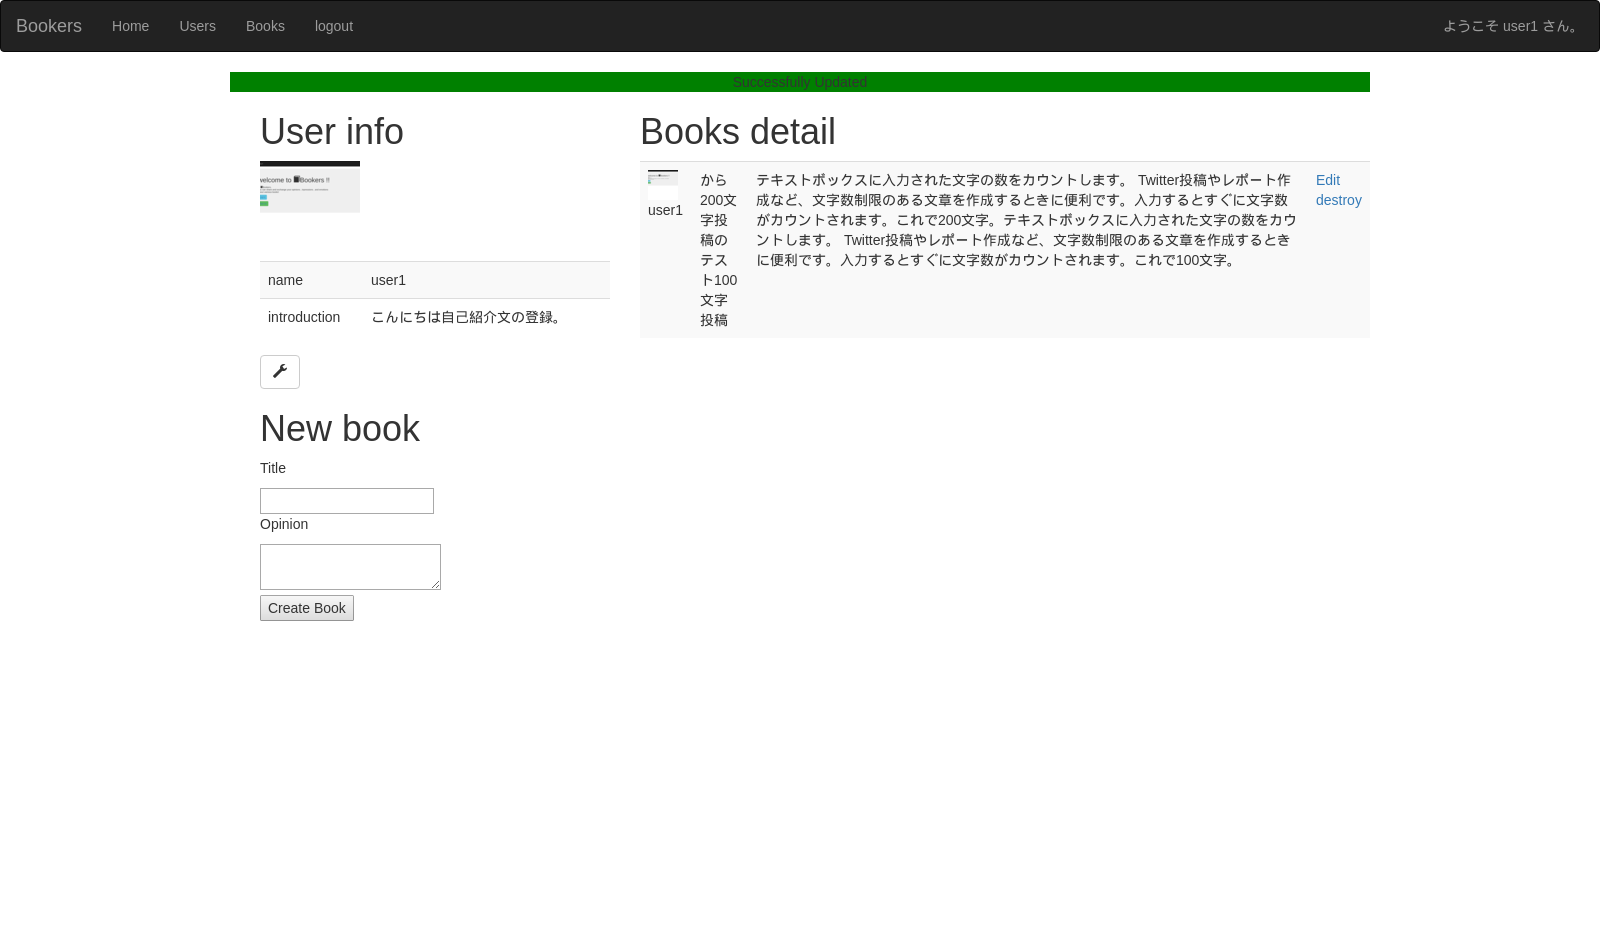 Bookers Home Users Books logout ようこそ user1 さん。
Successfully Updated
User info
welcome to Bookers !!
name user1
introduction こんにちは自己紹介文の登録。
New book
Title
Opinion
Create Book
Books detail
user1
から
200文
字投
稿の
テス
ト100
文字
投稿
テキストボックスに入力された文字の数をカウントします。 Twitter投稿やレポート作
成など、文字数制限のある文章を作成するときに便利です。入力するとすぐに文字数
がカウントされます。これで200文字。テキストボックスに入力された文字の数をカウ
ントします。 Twitter投稿やレポート作成など、文字数制限のある文章を作成するとき
に便利です。入力するとすぐに文字数がカウントされます。これで100文字。
Edit
destroy